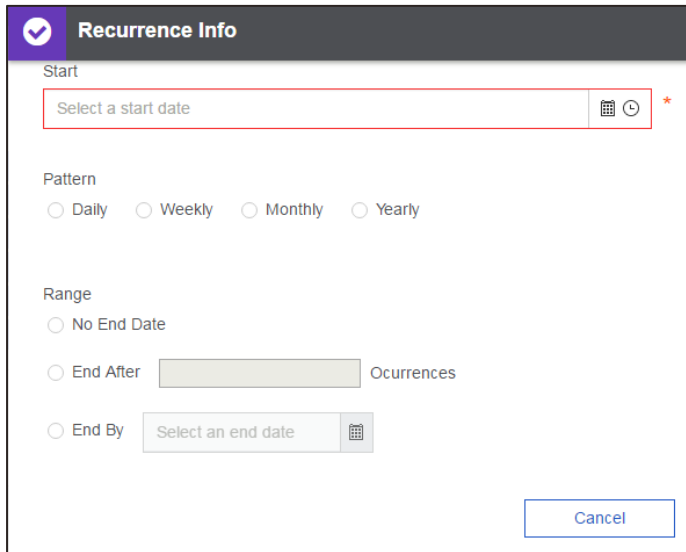 Recurrence Info
Start
Select a start date
*
Pattern
Daily Weekly Monthly Yearly
Range
No End Date
End After Ocurrences
End By Select an end date
Cancel